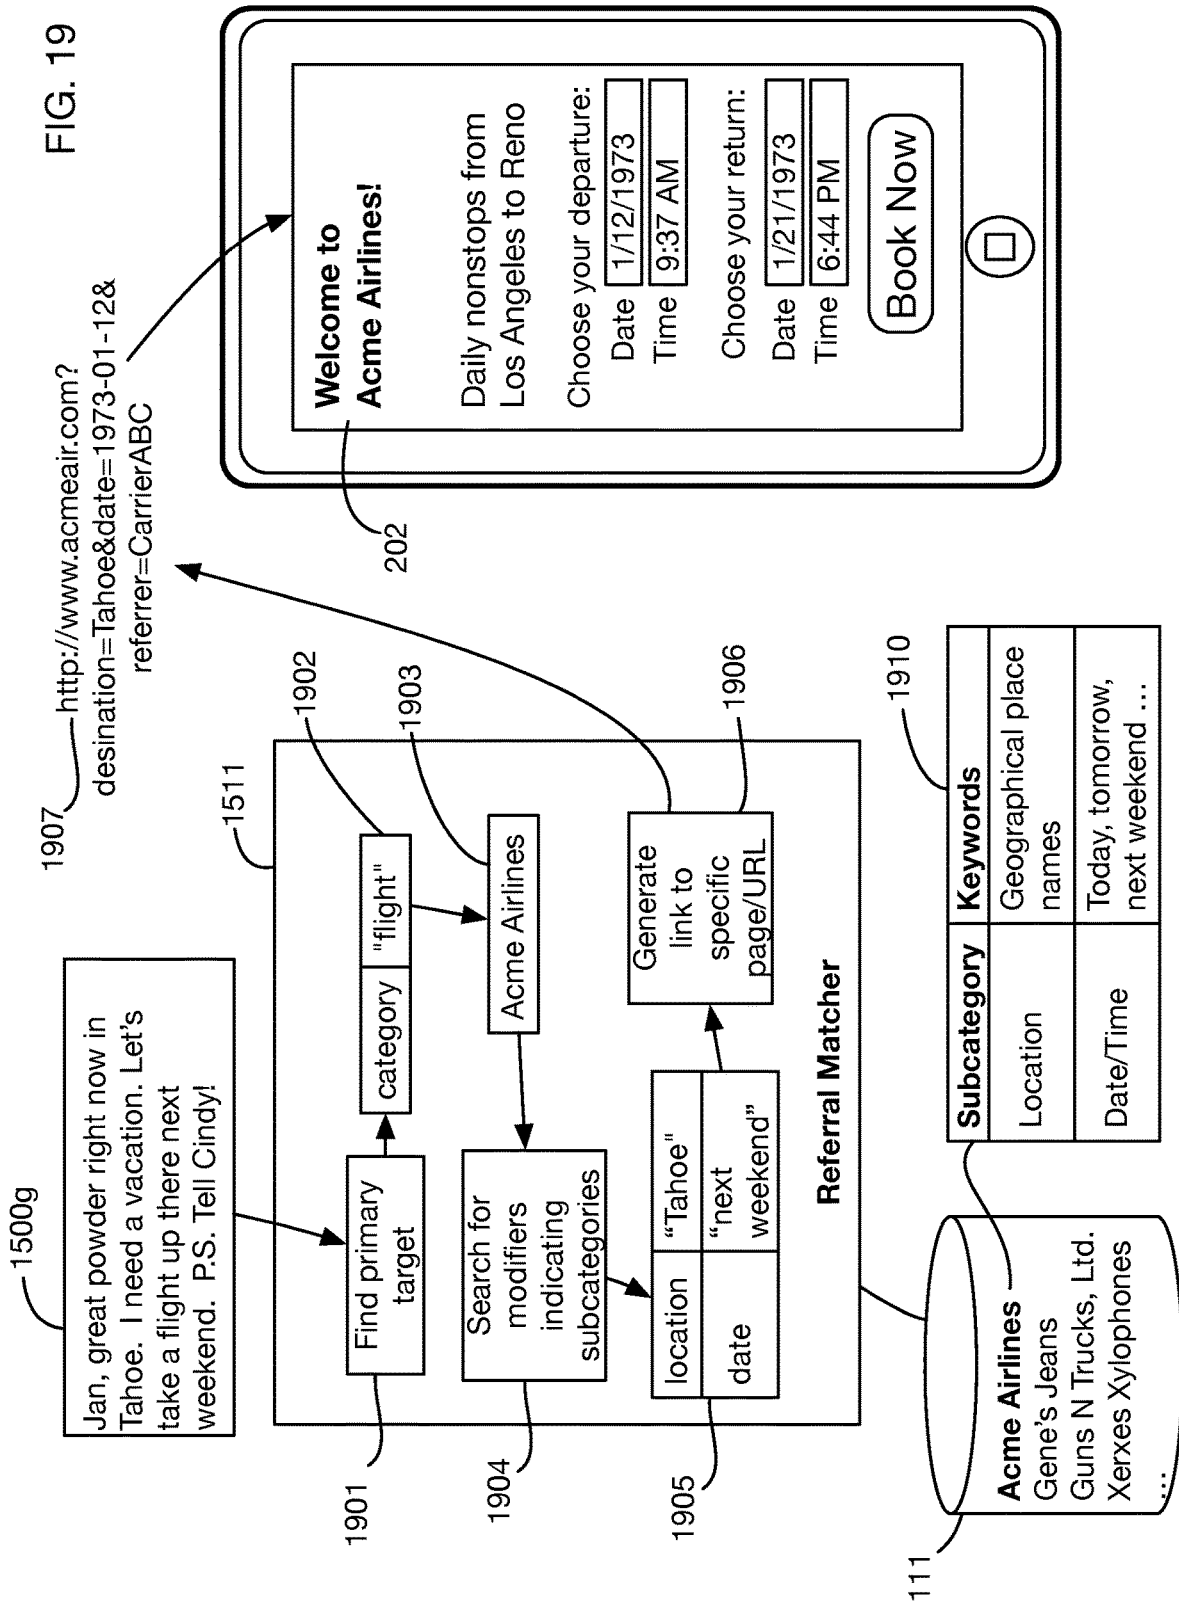 FIG. 19
1500g
Jan, great powder right now in
Tahoe. I need a vacation. Let's
take a flight up there next
weekend. P.S. Tell Cindy!
1907
http://www.acmeair.com?
desination=Tahoe&date=1973-01-12&
referrer=CarrierABC
1511
1901
Find primary
target
category
"flight"
1902
1903
Acme Airlines
1904
Search for
modifiers
indicating
subcategories
1905
location
“Tahoe"
date
“next
weekend”
Generate
link to
specific
page/URL
1906
Referral Matcher
111
Acme Airlines
Gene's Jeans
Guns N Trucks, Ltd.
Xerxes Xylophones
...
1910
Subcategory
Keywords
Location
Geographical place
names
Date/Time
Today, tomorrow,
next weekend ...
202
Welcome to
Acme Airlines!
Daily nonstops from
Los Angeles to Reno
Choose your departure:
Date 1/12/1973
Time 9:37 AM
Choose your return:
Date 1/21/1973
Time 6:44 PM
Book Now